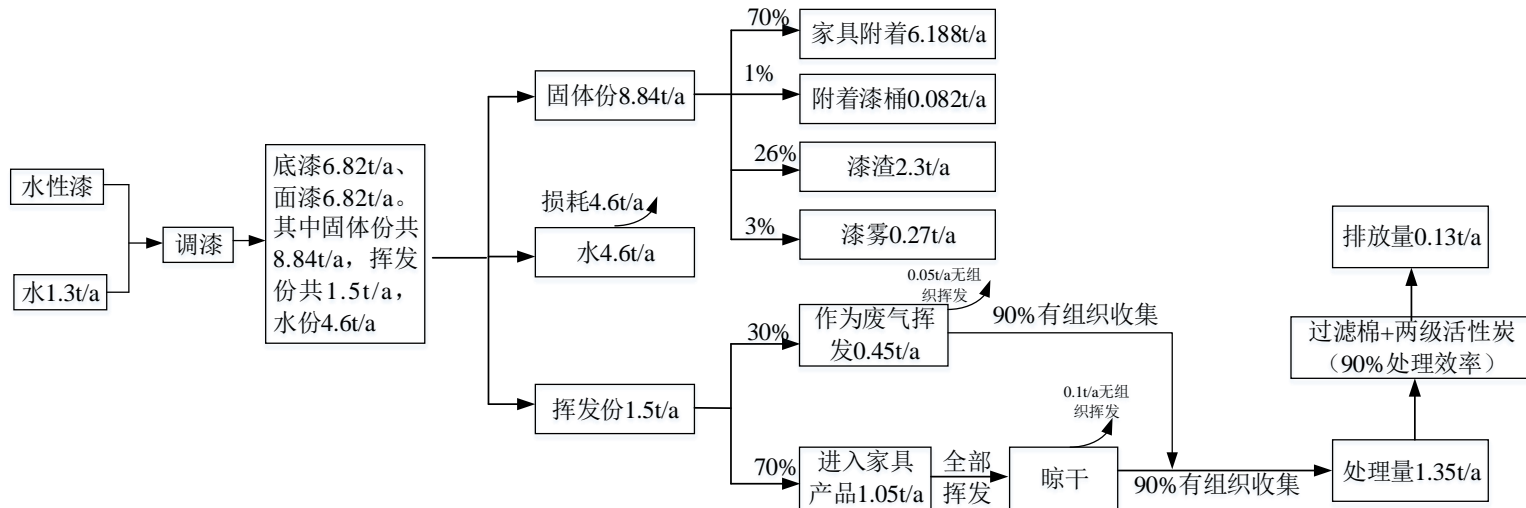 水性漆
水1.3t/a
调漆
底漆6.82t/a、
面漆6.82t/a。
其中固体份共
8.84t/a，挥发
份共1.5t/a，
水份4.6t/a
固体份8.84t/a
损耗4.6t/a
水4.6t/a
挥发份1.5t/a
70%
家具附着6.188t/a
1%
附着漆桶0.082t/a
26%
漆渣2.3t/a
3%
漆雾0.27t/a
0.05t/a无组
织挥发
30%
作为废气挥
发0.45t/a
90%有组织收集
0.1t/a无组
织挥发
70%
进入家具
产品1.05t/a
全部
挥发
晾干
90%有组织收集
排放量0.13t/a
过滤棉+两级活性炭
（90%处理效率）
处理量1.35t/a